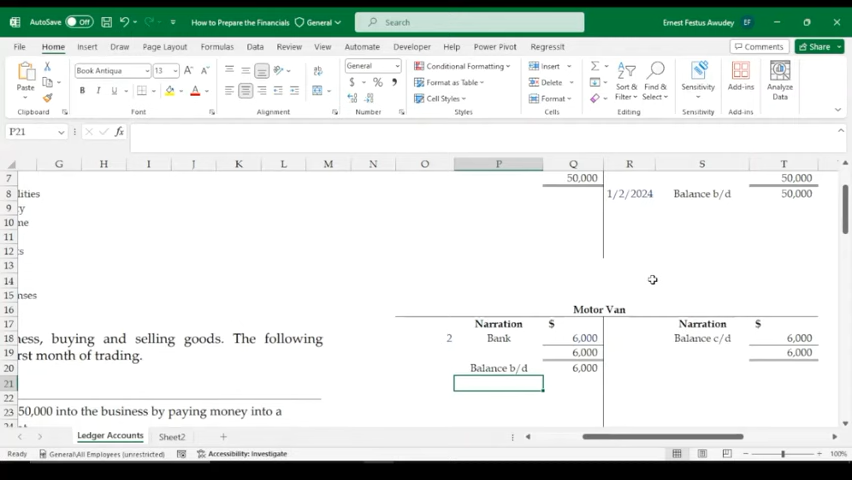 AutoSave Off How to Prepare the Financials General Search Ernest Festus Awudey EF
File Home Insert Draw Page Layout Formulas Data Review View Automate Developer Help Power Pivot RegressIt Comments Share
Paste Book Antiqua 13 A A General Conditional Formatting Insert Sort & Find & Sensitivity Add-ins Analyze
B I U A $ % Format as Table Delete Filter Select Data
Cell Styles Format
Clipboard Font Alignment Number Styles Cells Editing Sensitivity Add-ins
P21 fx
G H I J K L M N O P Q R S T
7 50,000 50,000
8 lities 1/2/2024 Balance b/d 50,000
9 ty
10 me
11
12 ts
13
14
15 nses
16 Motor Van
17 Narration $ Narration $
18 ness, buying and selling goods. The following 2 Bank 6,000 Balance c/d 6,000
19 rst month of trading. 6,000 6,000
20 Balance b/d 6,000
21
22
23 50,000 into the business by paying money into a
24
Ledger Accounts Sheet2
Ready General\All Employees (unrestricted) Accessibility: Investigate 100%